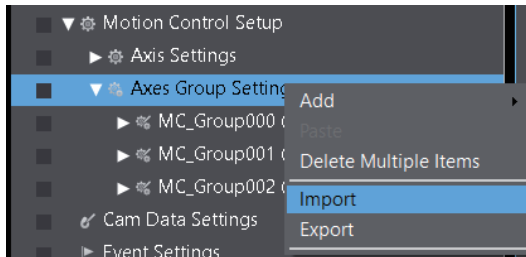 Motion Control Setup
Axis Settings
Axes Group Setting
Add
MC_Group000 (
Paste
MC_Group001 (
Delete Multiple Items
MC_Group002 (
Import
Cam Data Settings
Export
Event Settings